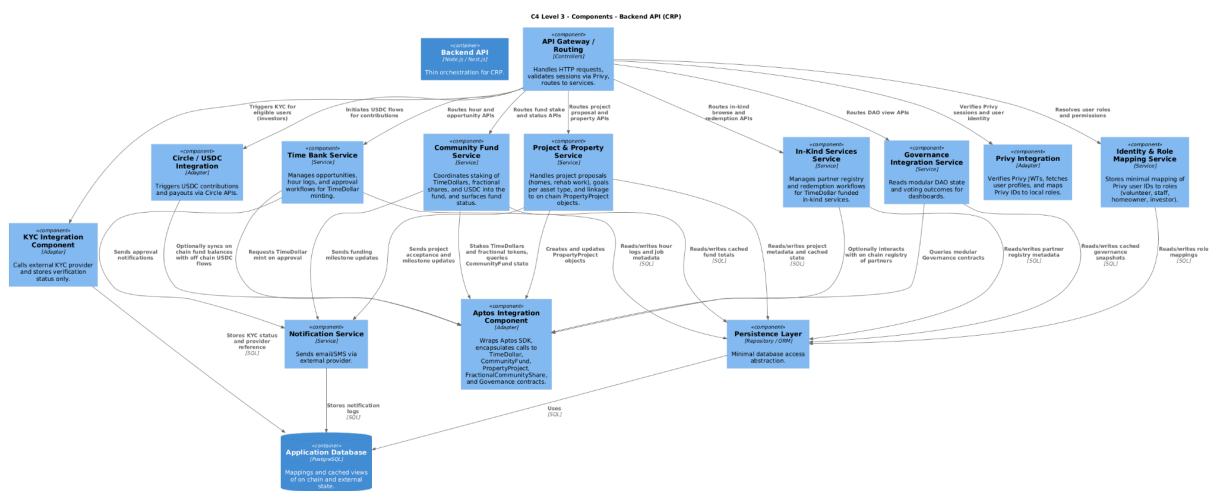 C4 Level 3 - Components - Backend API (CRP)
«container»
Backend API
[Node.js / Nest.js]
Thin orchestration for CRP.
«component»
API Gateway /
Routing
[Controllers]
Handles HTTP requests,
validates sessions via Privy,
routes to services.
Triggers KYC for
eligible users
(investors)
Initiates USDC flows
for contributions
Routes hour and
opportunity APIs
Routes fund stake
and status APIs
Routes project
proposal and
property APIs
Routes in-kind
browse and
redemption APIs
Routes DAO view APIs
Verifies Privy
sessions and user
identity
Resolves user roles
and permissions
«component»
Circle / USDC
Integration
[Adapter]
Triggers USDC contributions
and payouts via Circle APIs.
«component»
Time Bank Service
[Service]
Manages opportunities,
hour logs, and approval
workflows for TimeDollar
minting.
«component»
Community Fund
Service
[Service]
Coordinates staking of
TimeDollars, fractional
shares, and USDC into the
fund, and surfaces fund
status.
«component»
Project & Property
Service
[Service]
Handles project proposals
(homes, rehab work), goals
per asset type, and linkage
to on chain PropertyProject
objects.
«component»
In-Kind Services
Service
[Service]
Manages partner registry
and redemption workflows
for TimeDollar funded
in-kind services.
«component»
Governance
Integration Service
[Adapter]
Reads modular DAO state
and voting outcomes for
dashboards.
«component»
Privy Integration
[Adapter]
Verifies Privy JWTs, fetches
user profiles, and maps
Privy IDs to local roles.
«component»
Identity & Role
Mapping Service
[Service]
Stores minimal mapping of
Privy user IDs to roles
(volunteer, staff,
homeowner, investor).
«component»
KYC Integration
Component
[Adapter]
Calls external KYC provider
and stores verification
status only.
Sends approval
notifications
Optionally syncs on
chain fund balances
with off chain USDC
flows
Requests TimeDollar
mint on approval
Sends funding
milestone updates
Sends project
acceptance and
milestone updates
Stakes TimeDollars
and fractional tokens,
queries
CommunityFund state
Creates and updates
PropertyProject
objects
Reads/writes hour
logs and job
metadata
[SQL]
Reads/writes cached
fund totals
[SQL]
Reads/writes project
metadata and cached
state
[SQL]
Optionally interacts
with on chain registry
of partners
Queries modular
Governance contracts
Reads/writes partner
registry metadata
[SQL]
Reads/writes cached
governance
snapshots
[SQL]
Reads/writes role
mappings
[SQL]
«component»
Aptos Integration
Component
[Adapter]
Wraps Aptos SDK,
encapsulates calls to
TimeDollar,
CommunityFund,
PropertyProject,
FractionalCommunityShare,
and Governance contracts.
«component»
Notification Service
[Service]
Sends email/SMS via
external provider.
«component»
Persistence Layer
[Repository / ORM]
Minimal database access
abstraction.
Stores KYC status
and provider
reference
[SQL]
Stores notification
logs
[SQL]
Uses
[SQL]
«container»
Application Database
[PostgreSQL]
Mappings and cached views
of on chain and external
state.